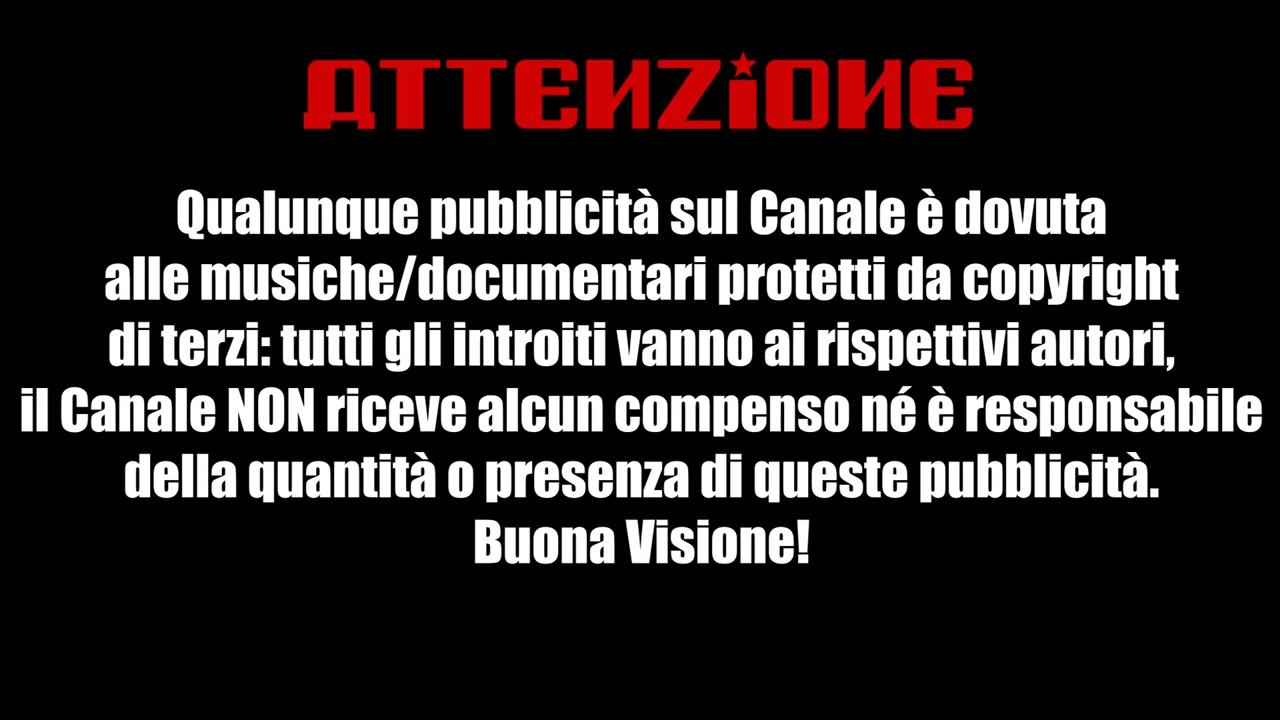 ATTENZIONE
Qualunque pubblicità sul Canale è dovuta
alle musiche/documentari protetti da copyright
di terzi: tutti gli introiti vanno ai rispettivi autori,
il Canale NON riceve alcun compenso né è responsabile
della quantità o presenza di queste pubblicità.
Buona Visione!